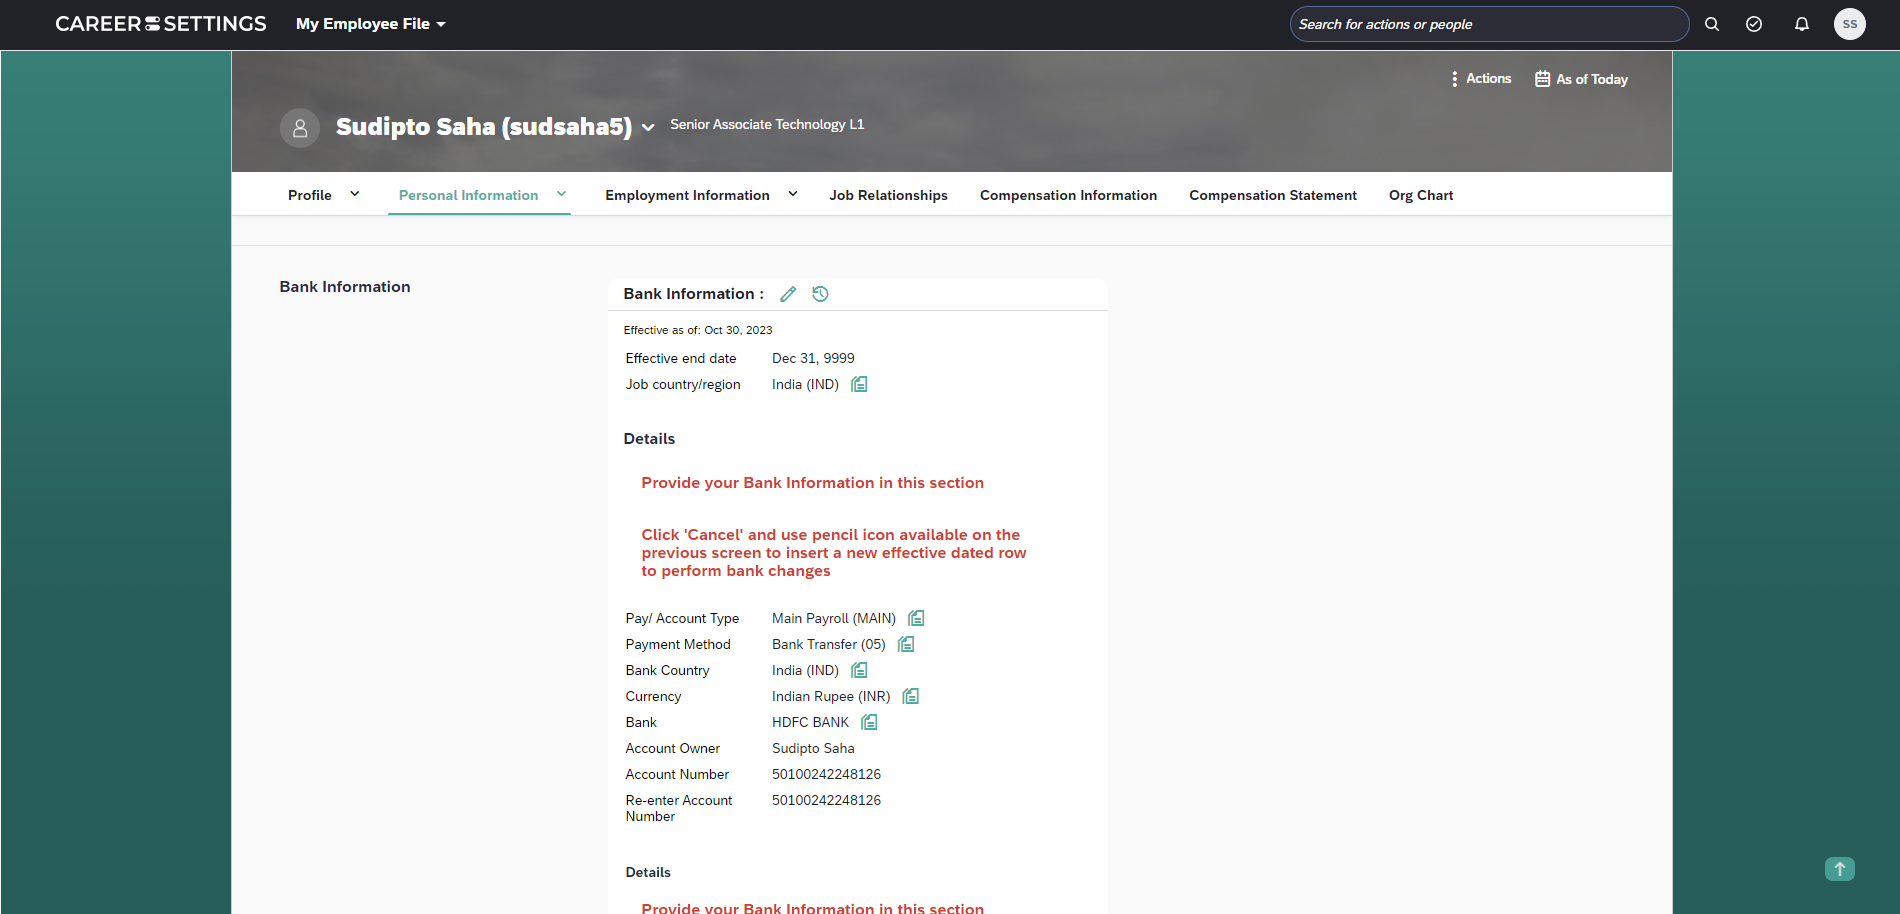 CAREER SETTINGS
My Employee File
Search for actions or people
SS
Actions
As of Today
Sudipto Saha (sudsaha5)
Senior Associate Technology L1
Profile
Personal Information
Employment Information
Job Relationships
Compensation Information
Compensation Statement
Org Chart
Bank Information
Bank Information :
Effective as of: Oct 30, 2023
Effective end date Dec 31, 9999
Job country/region India (IND)
Details
Provide your Bank Information in this section
Click 'Cancel' and use pencil icon available on the
previous screen to insert a new effective dated row
to perform bank changes
Pay/ Account Type Main Payroll (MAIN)
Payment Method Bank Transfer (05)
Bank Country India (IND)
Currency Indian Rupee (INR)
Bank HDFC BANK
Account Owner Sudipto Saha
Account Number 50100242248126
Re-enter Account 50100242248126
Number
Details
Provide your Bank Information in this section